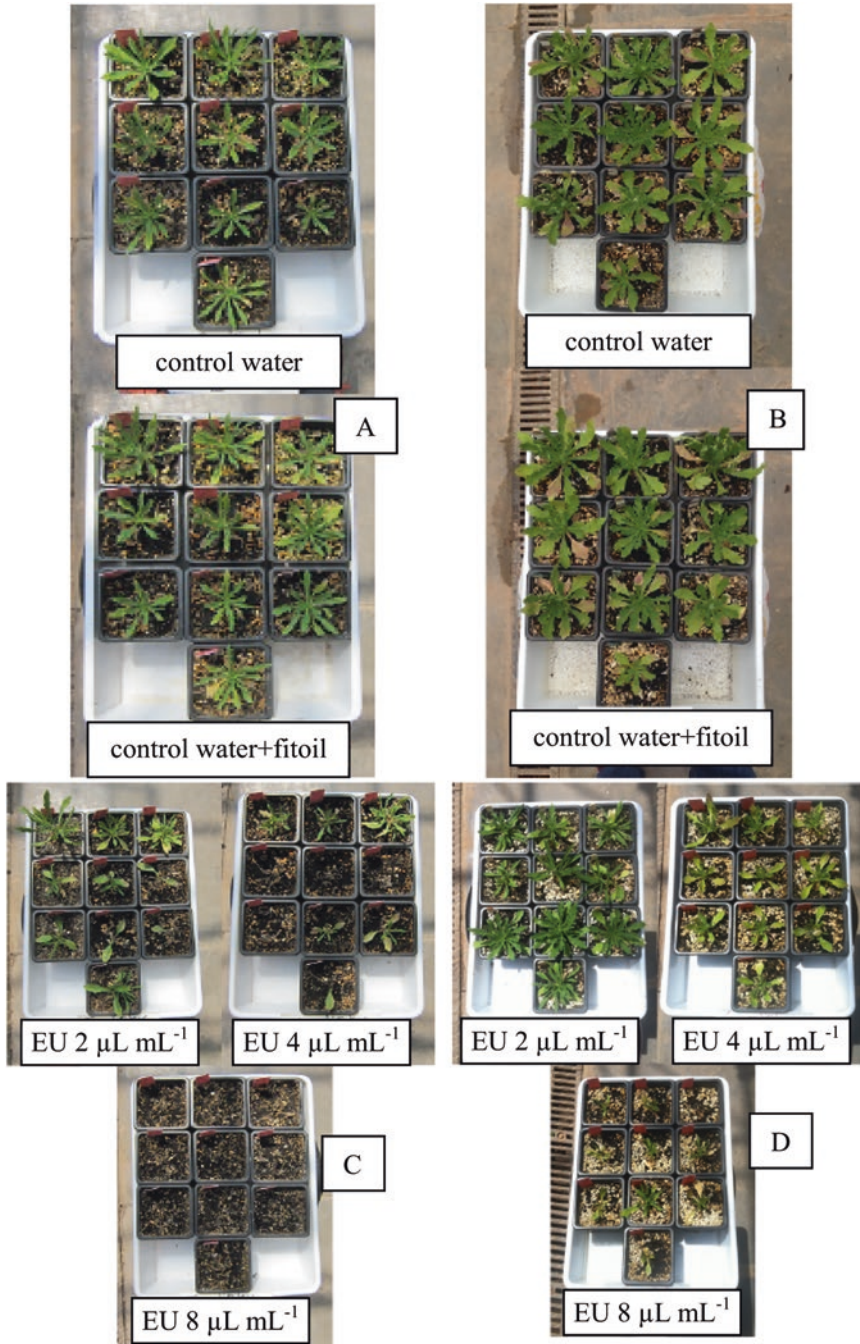 control water
control water
A
B
control water+fitoil
control water+fitoil
EU 2 µL mL⁻¹
EU 4 µL mL⁻¹
EU 2 µL mL⁻¹
EU 4 µL mL⁻¹
C
D
EU 8 µL mL⁻¹
EU 8 µL mL⁻¹